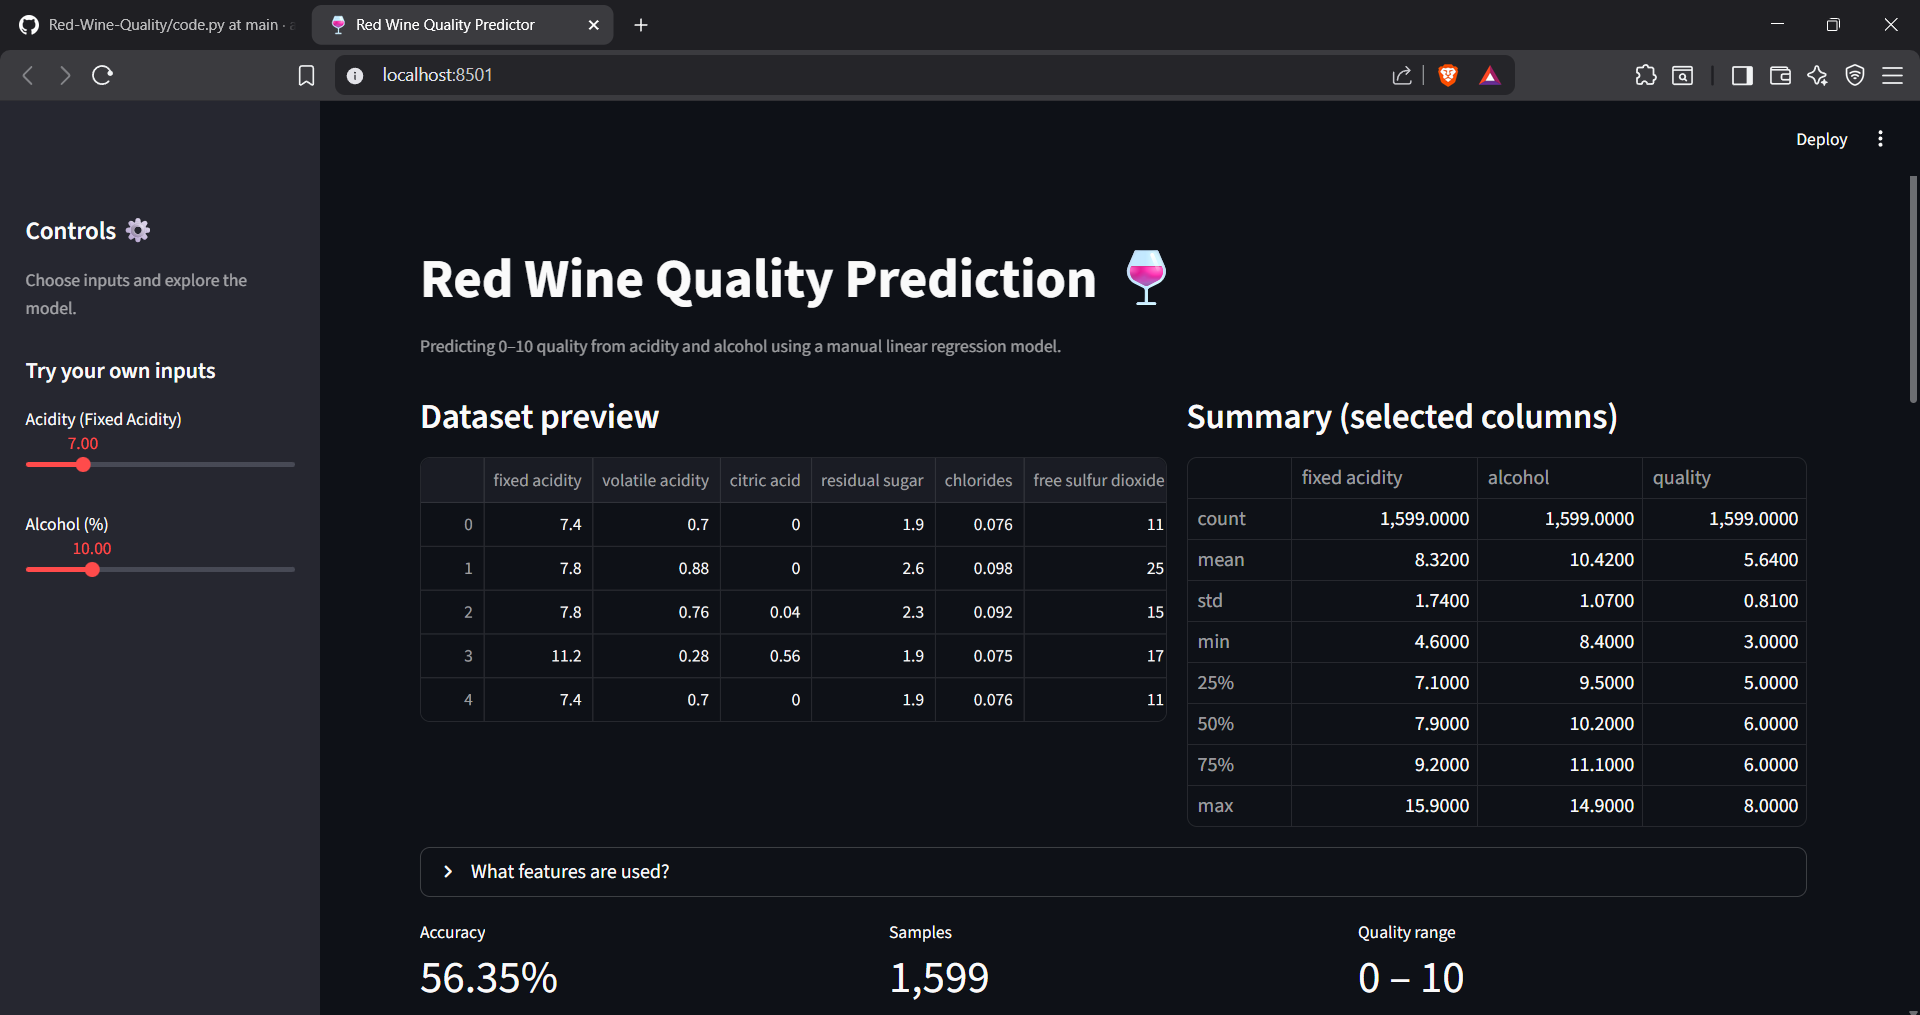 Red-Wine-Quality/code.py at main ·
Red Wine Quality Predictor
localhost:8501
Deploy
Controls
Choose inputs and explore the
model.
Try your own inputs
Acidity (Fixed Acidity)
7.00
Alcohol (%)
10.00
Red Wine Quality Prediction
Predicting 0–10 quality from acidity and alcohol using a manual linear regression model.
Dataset preview
fixed acidity volatile acidity citric acid residual sugar chlorides free sulfur dioxide
0 7.4 0.7 0 1.9 0.076 11
1 7.8 0.88 0 2.6 0.098 25
2 7.8 0.76 0.04 2.3 0.092 15
3 11.2 0.28 0.56 1.9 0.075 17
4 7.4 0.7 0 1.9 0.076 11
Summary (selected columns)
fixed acidity alcohol quality
count 1,599.0000 1,599.0000 1,599.0000
mean 8.3200 10.4200 5.6400
std 1.7400 1.0700 0.8100
min 4.6000 8.4000 3.0000
25% 7.1000 9.5000 5.0000
50% 7.9000 10.2000 6.0000
75% 9.2000 11.1000 6.0000
max 15.9000 14.9000 8.0000
What features are used?
Accuracy
56.35%
Samples
1,599
Quality range
0 – 10